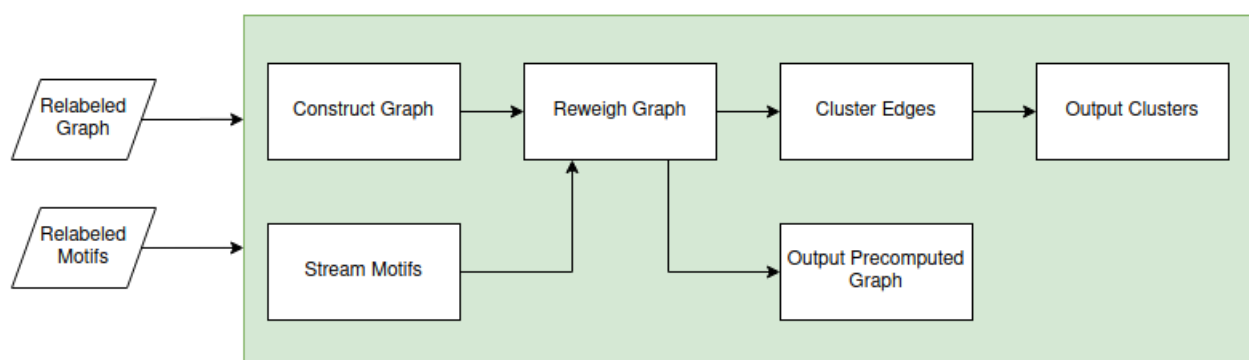 Relabeled
Graph
Construct Graph
Reweigh Graph
Cluster Edges
Output Clusters
Relabeled
Motifs
Stream Motifs
Output Precomputed
Graph